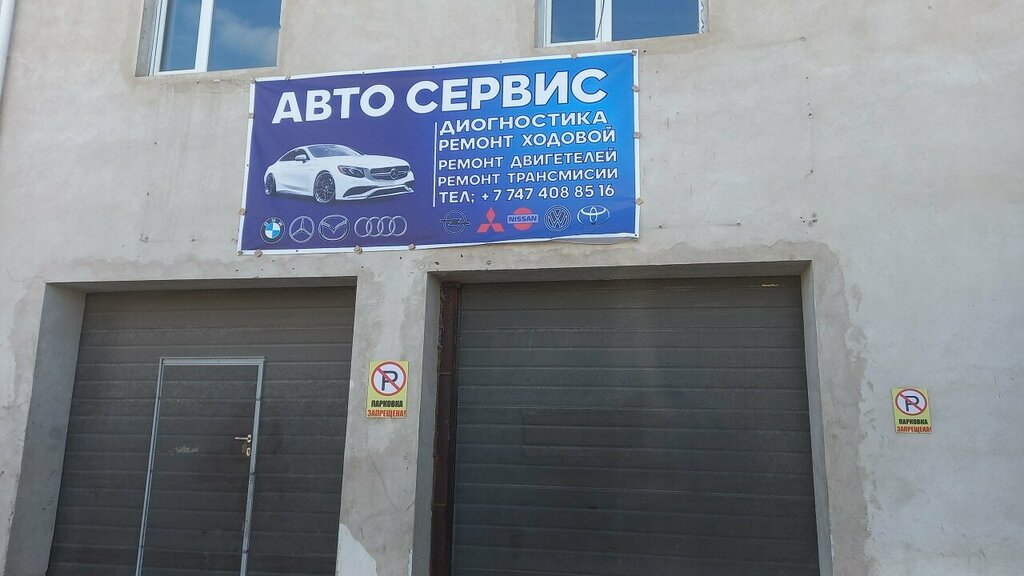 АВТО СЕРВИС
ДИОГНОСТИКА
РЕМОНТ ХОДОВОЙ
РЕМОНТ ДВИГЕТЕЛЕЙ
РЕМОНТ ТРАНСМИСИИ
ТЕЛ; +7 747 408 85 16
NISSAN
P
ПАРКОВКА
ЗАПРЕЩЕНА!
P
ПАРКОВКА
ЗАПРЕЩЕНА!